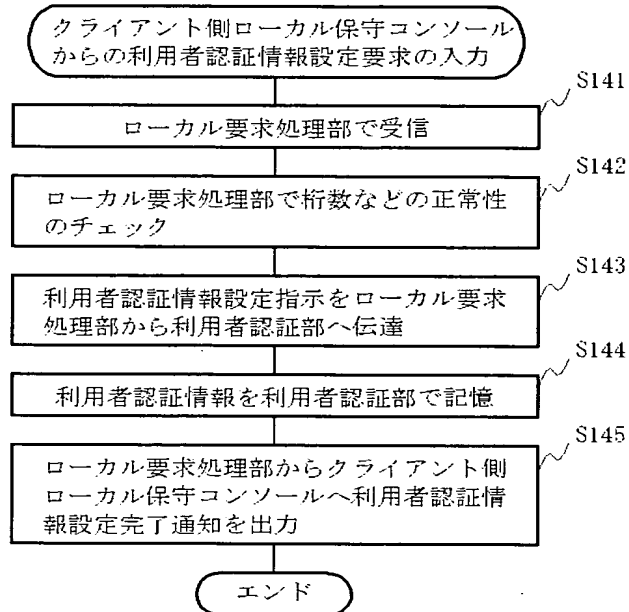 クライアント側ローカル保守コンソール
からの利用者認証情報設定要求の入力
S141
ローカル要求処理部で受信
S142
ローカル要求処理部で桁数などの正常性
のチェック
S143
利用者認証情報設定指示をローカル要求
処理部から利用者認証部へ伝達
S144
利用者認証情報を利用者認証部で記憶
S145
ローカル要求処理部からクライアント側
ローカル保守コンソールへ利用者認証情
報設定完了通知を出力
エンド